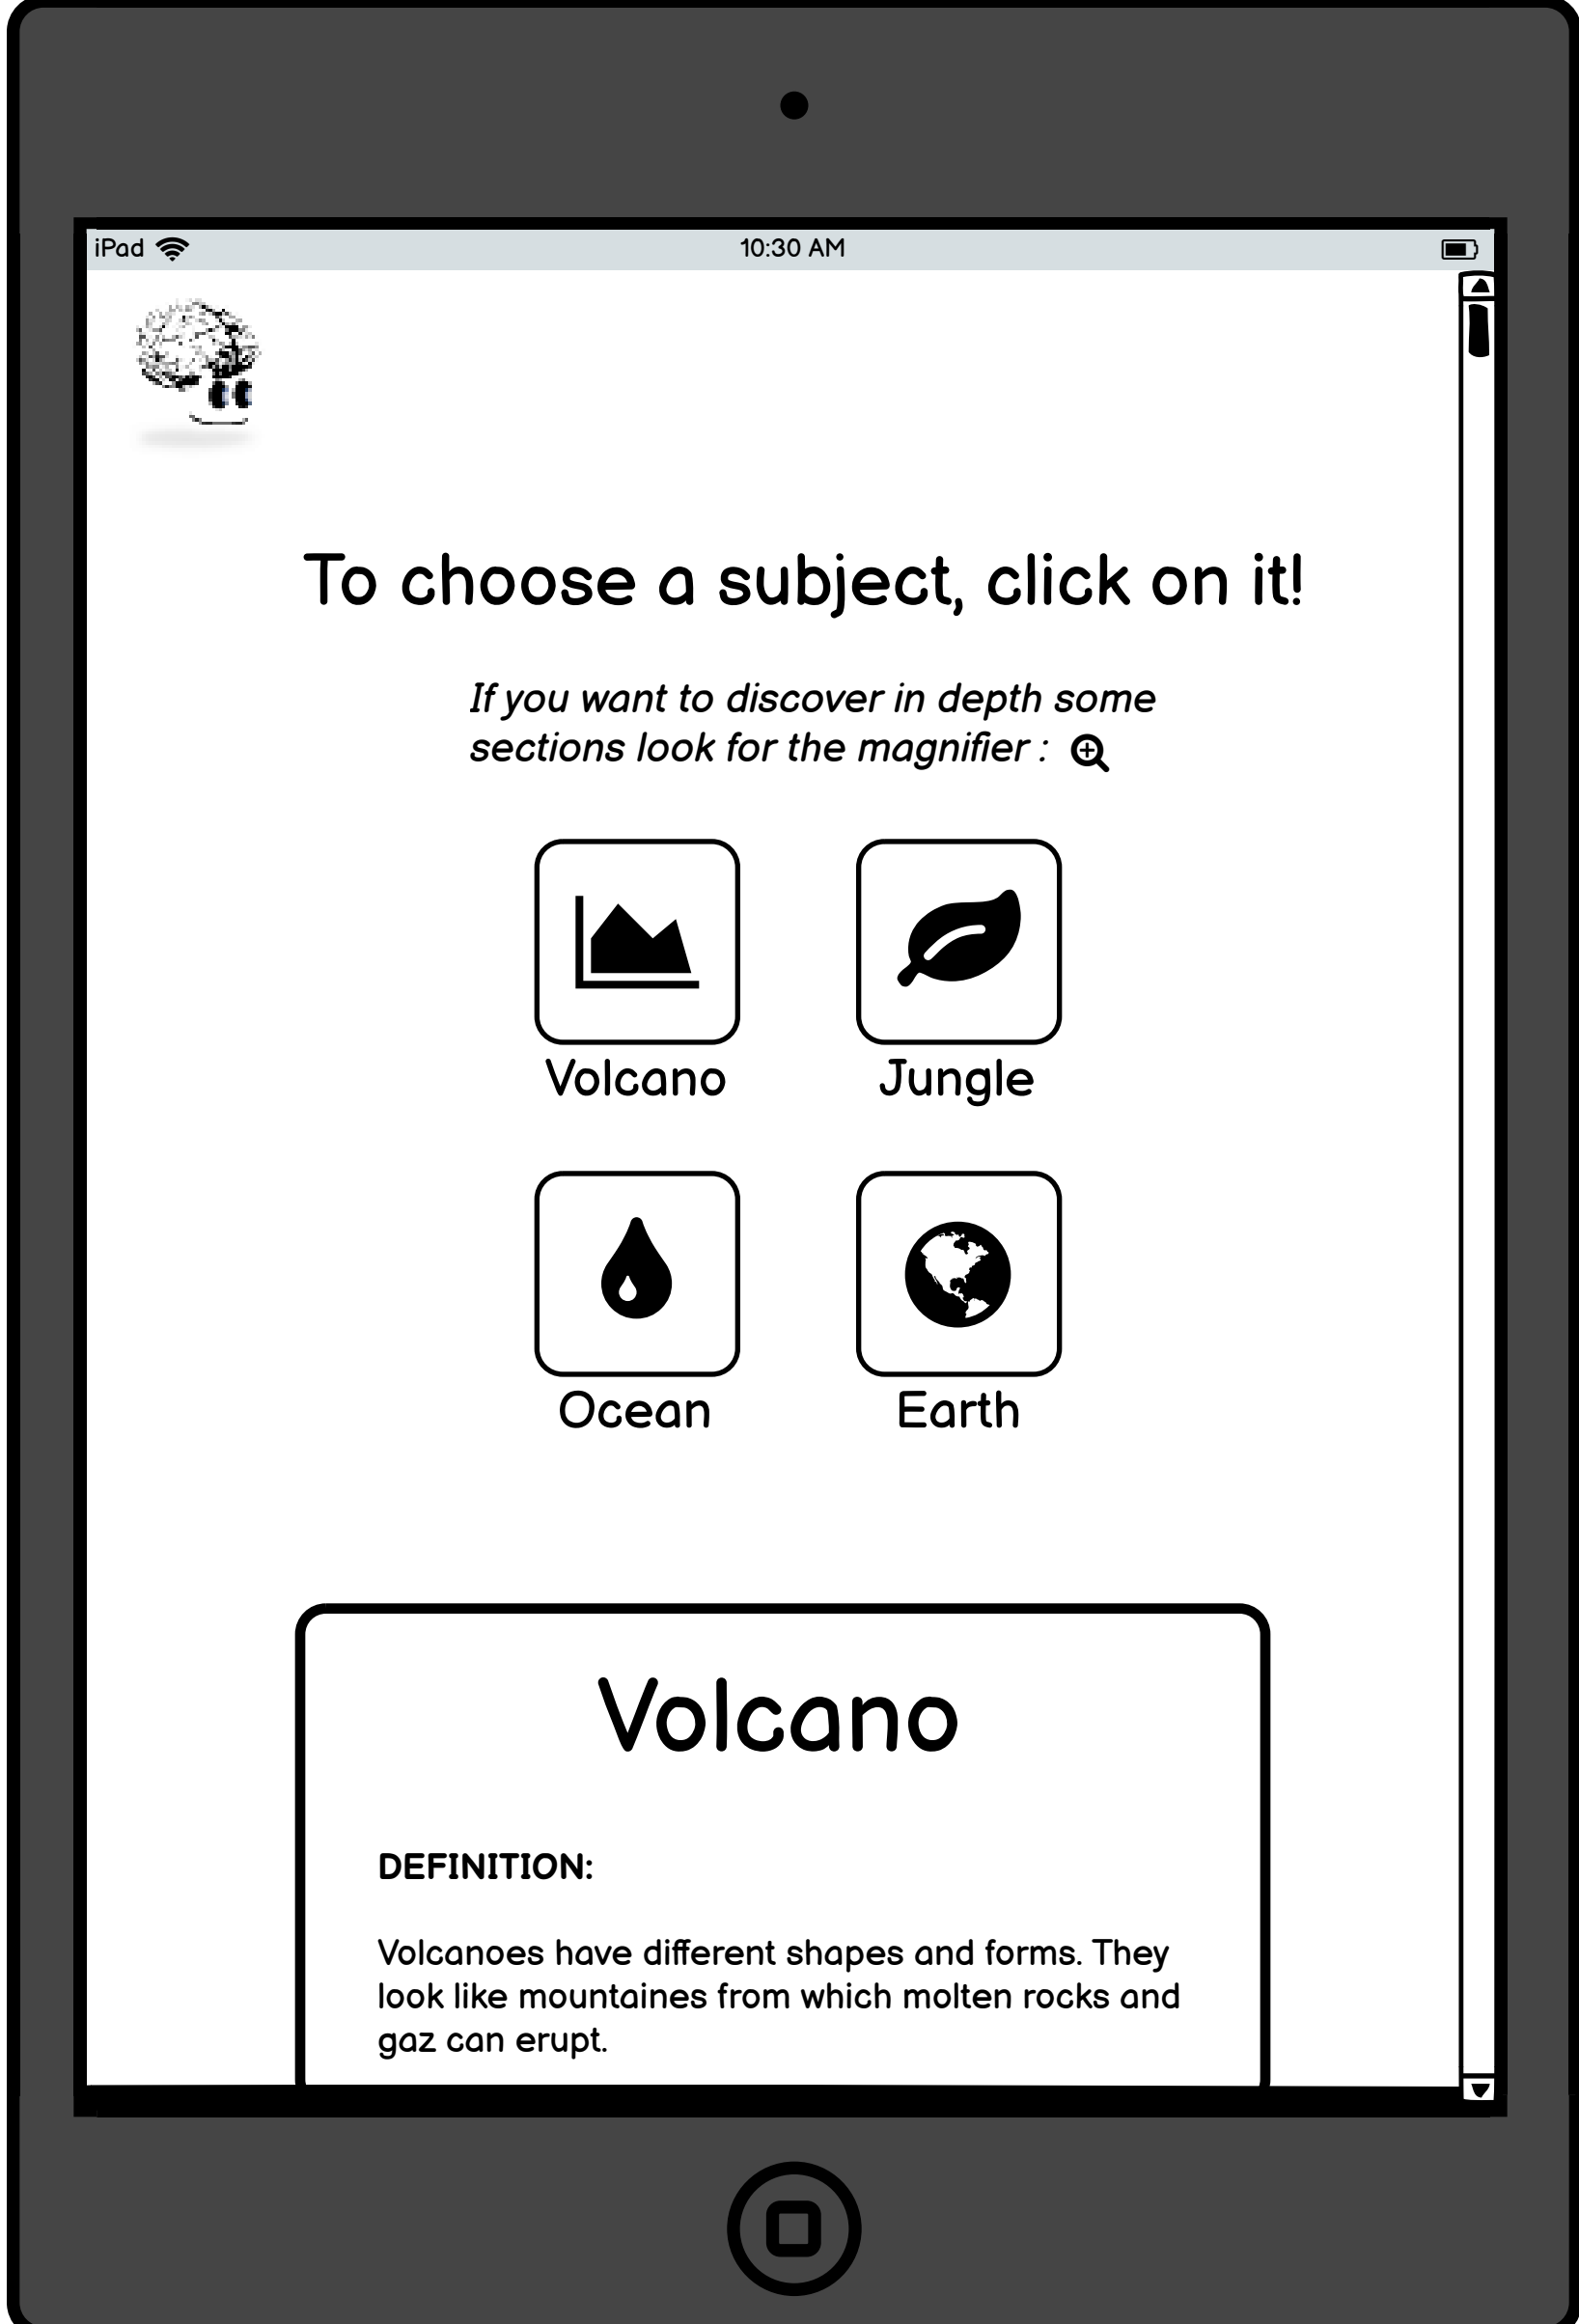 iPad 10:30 AM
To choose a subject, click on it!
If you want to discover in depth some
sections look for the magnifier :
Volcano Jungle
Ocean Earth
Volcano
DEFINITION:
Volcanoes have different shapes and forms. They
look like mountaines from which molten rocks and
gaz can erupt.